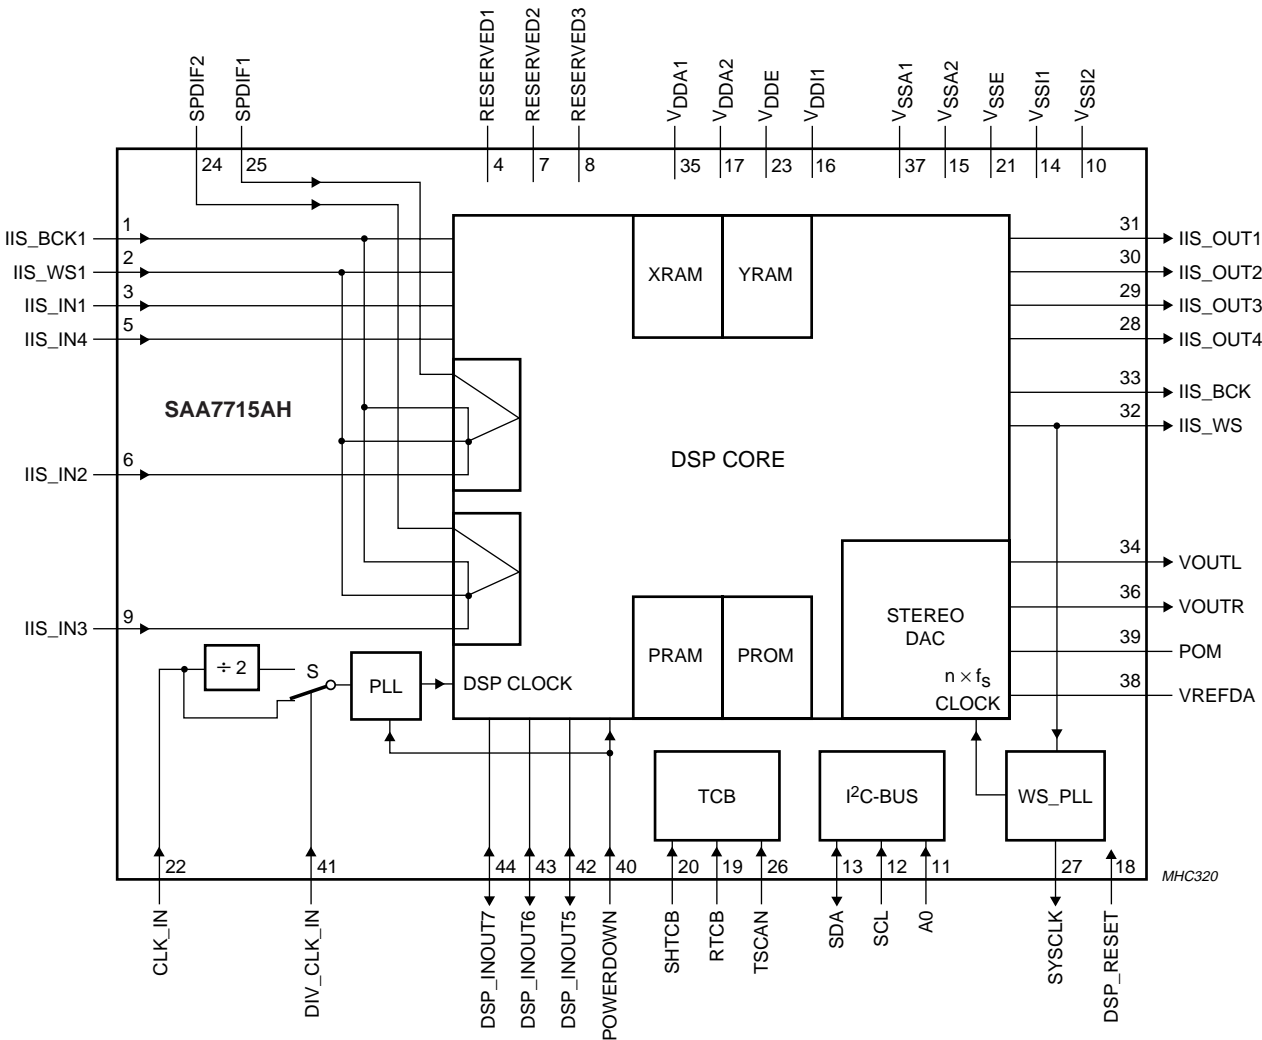 SPDIF2
SPDIF1
RESERVED1
RESERVED2
RESERVED3
VDDA1
VDDA2
VDDE
VDDI1
VSSA1
VSSA2
VSSE
VSSI1
VSSI2
24
25
4
7
8
35
17
23
16
37
15
21
14
10
IIS_BCK1
1
IIS_WS1
2
IIS_IN1
3
IIS_IN4
5
IIS_IN2
6
IIS_IN3
9
SAA7715AH
XRAM
YRAM
DSP CORE
31
IIS_OUT1
30
IIS_OUT2
29
IIS_OUT3
28
IIS_OUT4
33
IIS_BCK
32
IIS_WS
34
VOUTL
36
VOUTR
39
POM
38
VREFDA
STEREO
DAC
n × fs
CLOCK
PRAM
PROM
÷ 2
S
PLL
DSP CLOCK
TCB
I²C-BUS
WS_PLL
22
41
44
43
42
40
20
19
26
13
12
11
27
18
MHC320
CLK_IN
DIV_CLK_IN
DSP_INOUT7
DSP_INOUT6
DSP_INOUT5
POWERDOWN
SHTCB
RTCB
TSCAN
SDA
SCL
A0
SYSCLK
DSP_RESET